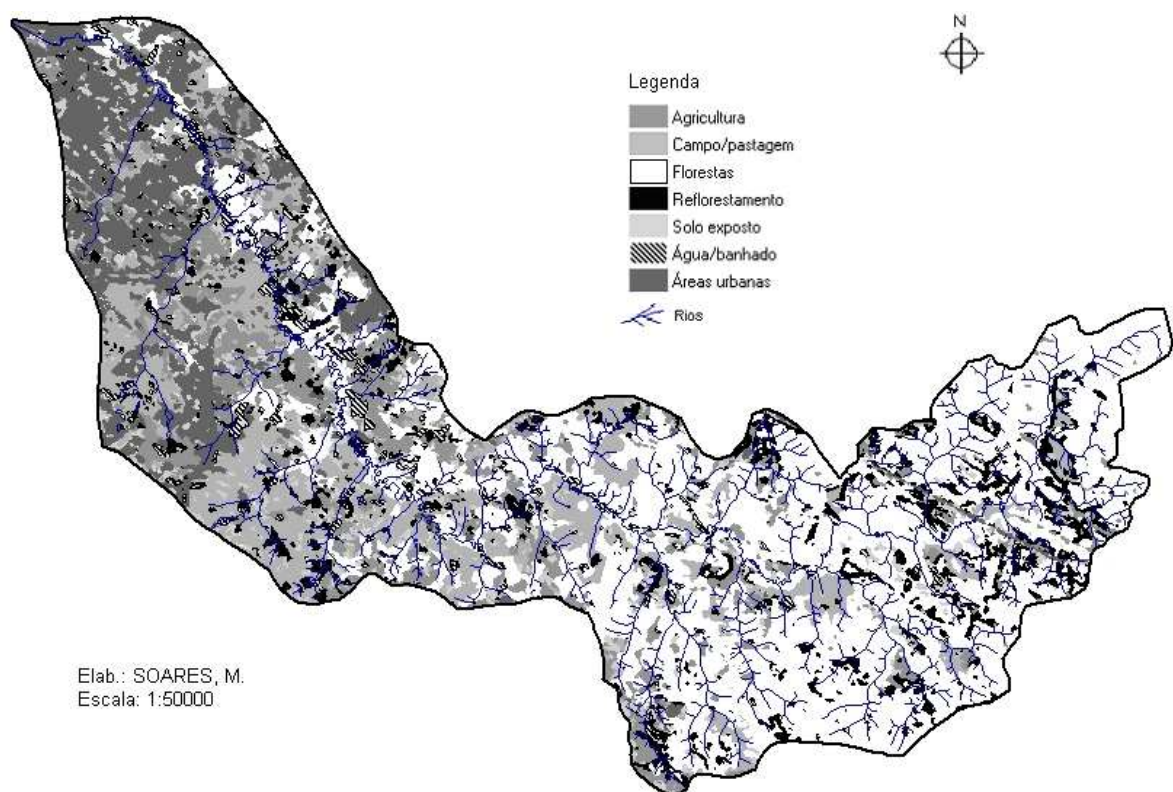 N
Legenda
Agricultura
Campo/pastagem
Florestas
Reflorestamento
Solo exposto
Água/banhado
Áreas urbanas
Rios
Elab.: SOARES, M.
Escala: 1:50000